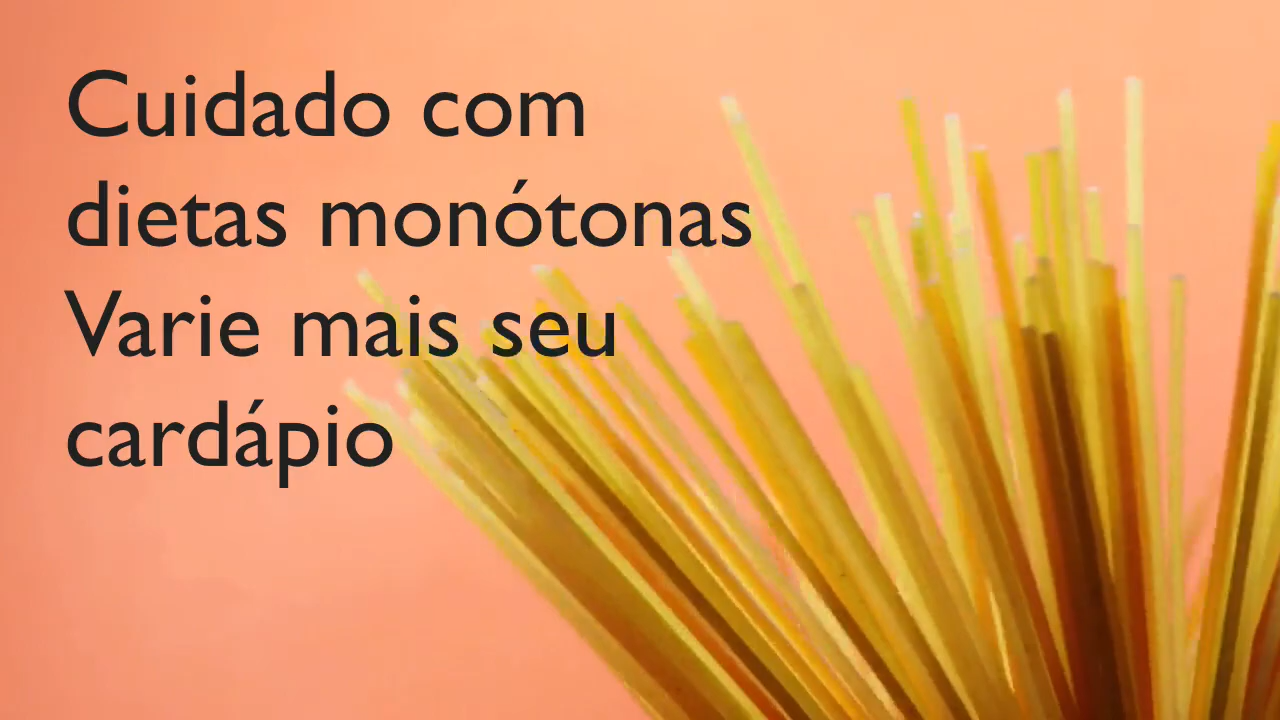 Cuidado com
dietas monótonas
Varie mais seu
cardápio